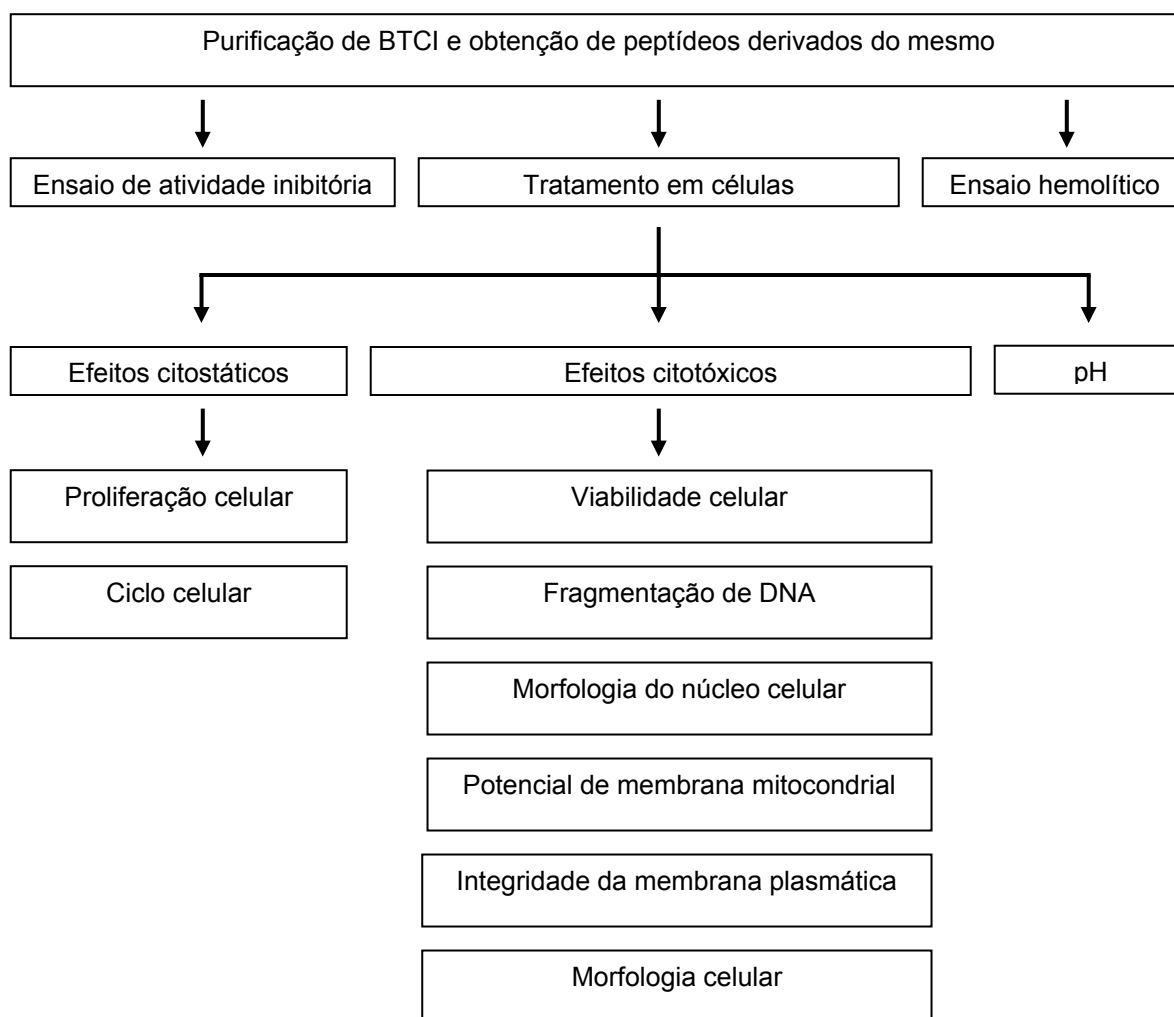 Purificação de BTCI e obtenção de peptídeos derivados do mesmo
Ensaio de atividade inibitória
Tratamento em células
Ensaio hemolítico
Efeitos citostáticos
Efeitos citotóxicos
pH
Proliferação celular
Viabilidade celular
Ciclo celular
Fragmentação de DNA
Morfologia do núcleo celular
Potencial de membrana mitocondrial
Integridade da membrana plasmática
Morfologia celular